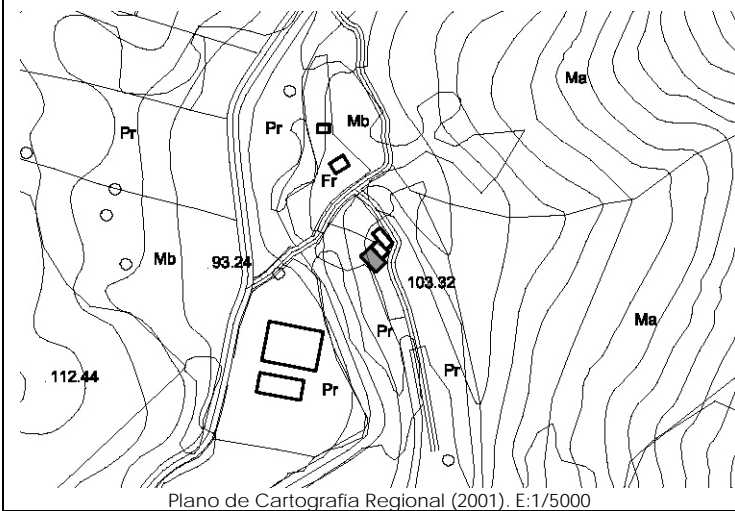 Ma
Pr
Pr
Mb
Fr
Mb
93.24
103.32
Ma
Pr
112.44
Pr
Pr
Plano de Cartografía Regional (2001). E:1/5000